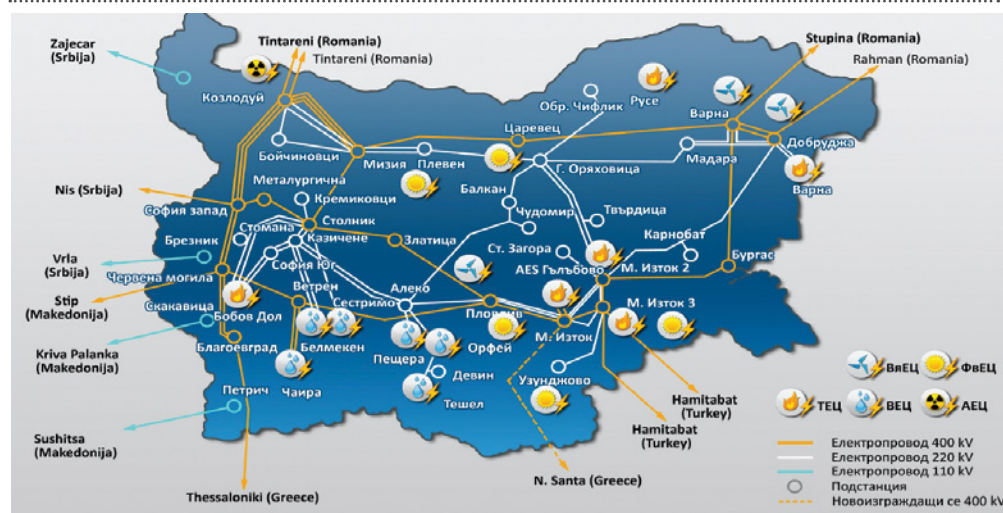 Zajecar
(Srbija)
Tintareni (Romania)
Tintareni (Romania)
Stupina (Romania)
Rahman (Romania)
Козлодуй
Обр. Чифлик
Русе
Варна
Царевец
Добруджа
Бойчиновци
Мизия
Плевен
Г. Оряховица
Мадара
Варна
Металургична
Балкан
Nis (Srbija)
Кремиковци
София запад
Столник
Чудомир
Твърдица
Стомана
Казичене
Златица
Карнобат
Брезник
Ст. Загора
Бургас
Vrla
(Srbija)
София Юг
AES Гълъбово
М. Изток 2
Червена могила
Ветрен
Алеко
Stip
(Makedonija)
Скакавица
Бобов Дол
Сестримо
Пловдив
М. Изток 3
Благоевград
Белмекен
Пещера
Орфей
М. Изток
Kriva Palanka
(Makedonija)
Чаира
Девин
Узунджово
Петрич
Тешел
Hamitabat
(Turkey)
Hamitabat
(Turkey)
Sushitsa
(Makedonija)
N. Santa (Greece)
Thessaloniki (Greece)
ВяЕЦ
ФвЕЦ
ТЕЦ
ВЕЦ
АЕЦ
Електропровод 400 kV
Електропровод 220 kV
Електропровод 110 kV
Подстанция
Новоизграждащи се 400 kV